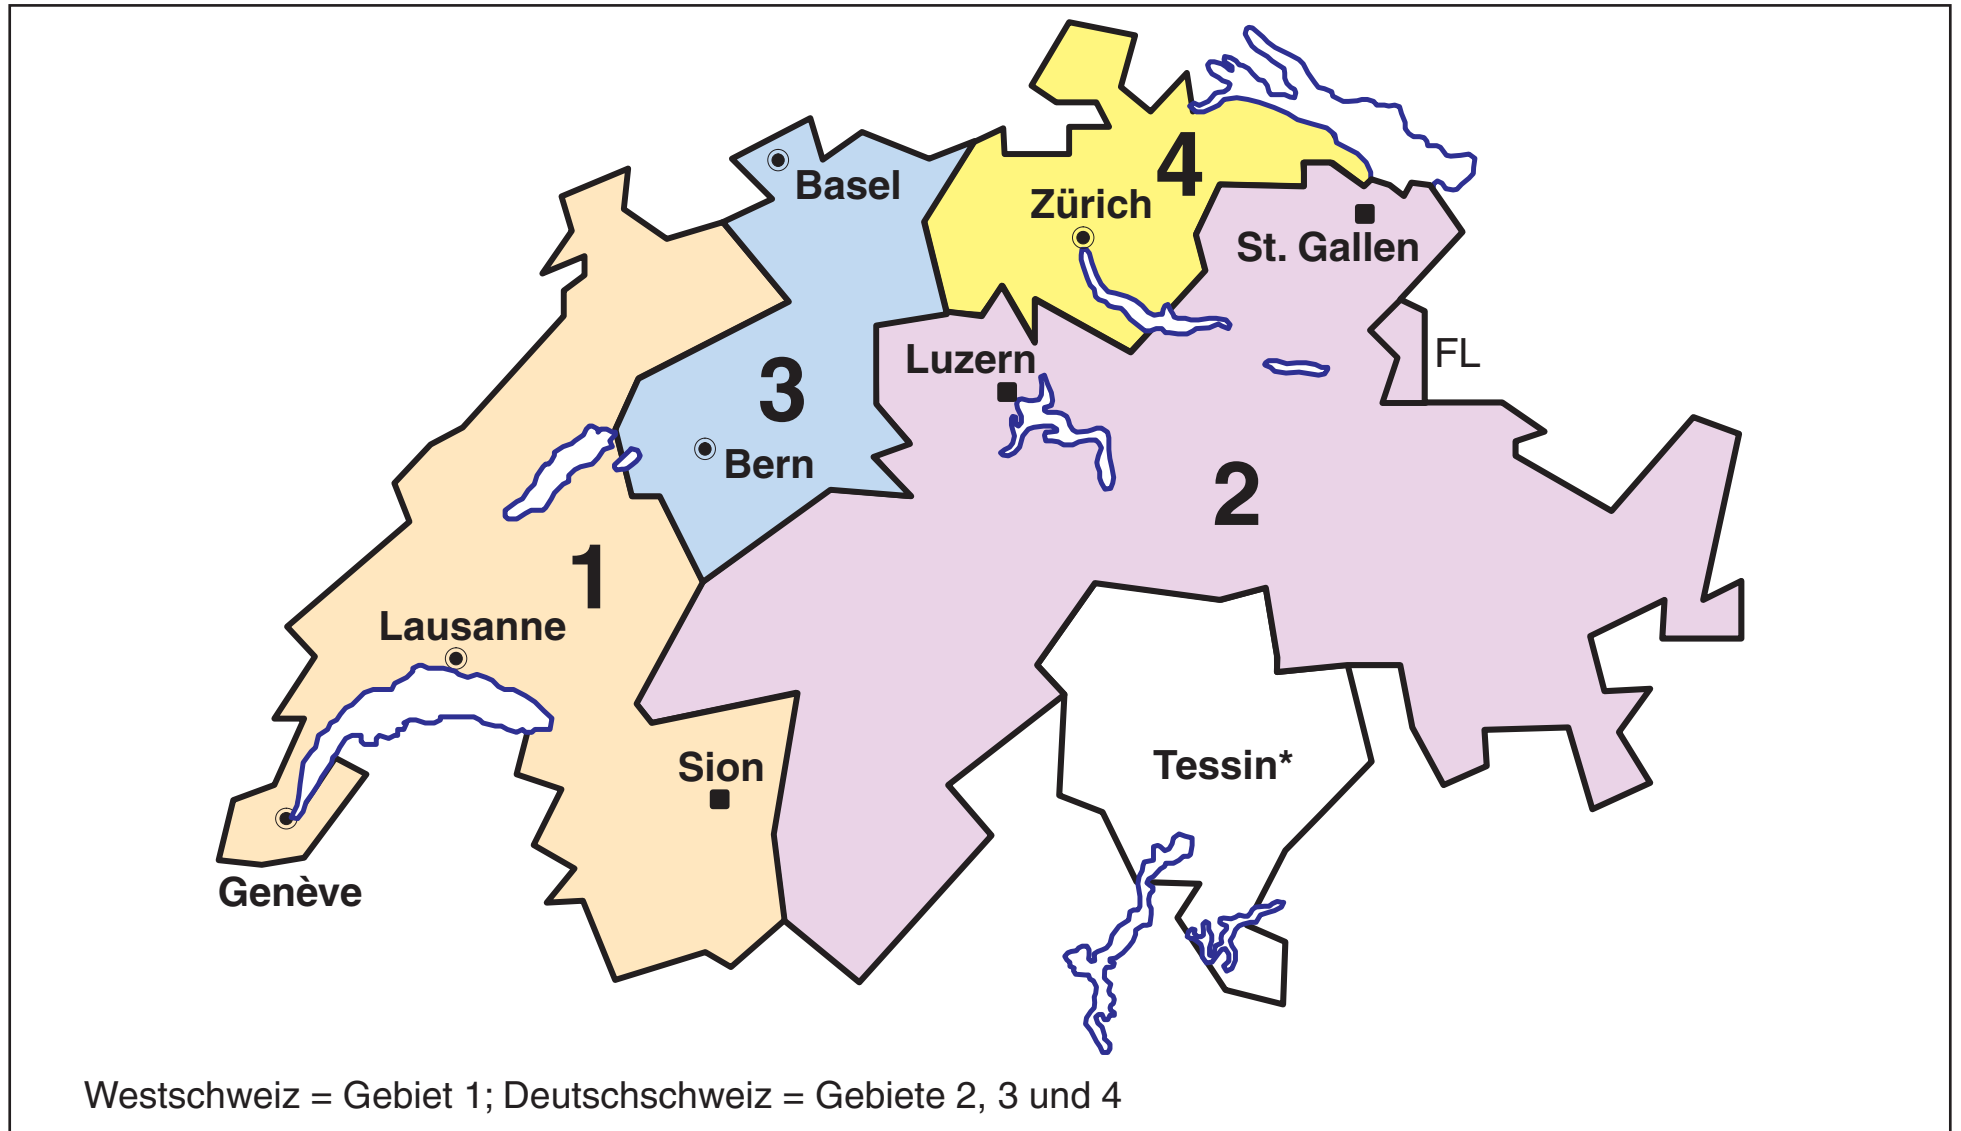 Basel
4
Zürich
St. Gallen
Luzern
FL
3
Bern
2
1
Lausanne
Sion
Tessin*
Genève
Westschweiz = Gebiet 1; Deutschschweiz = Gebiete 2, 3 und 4